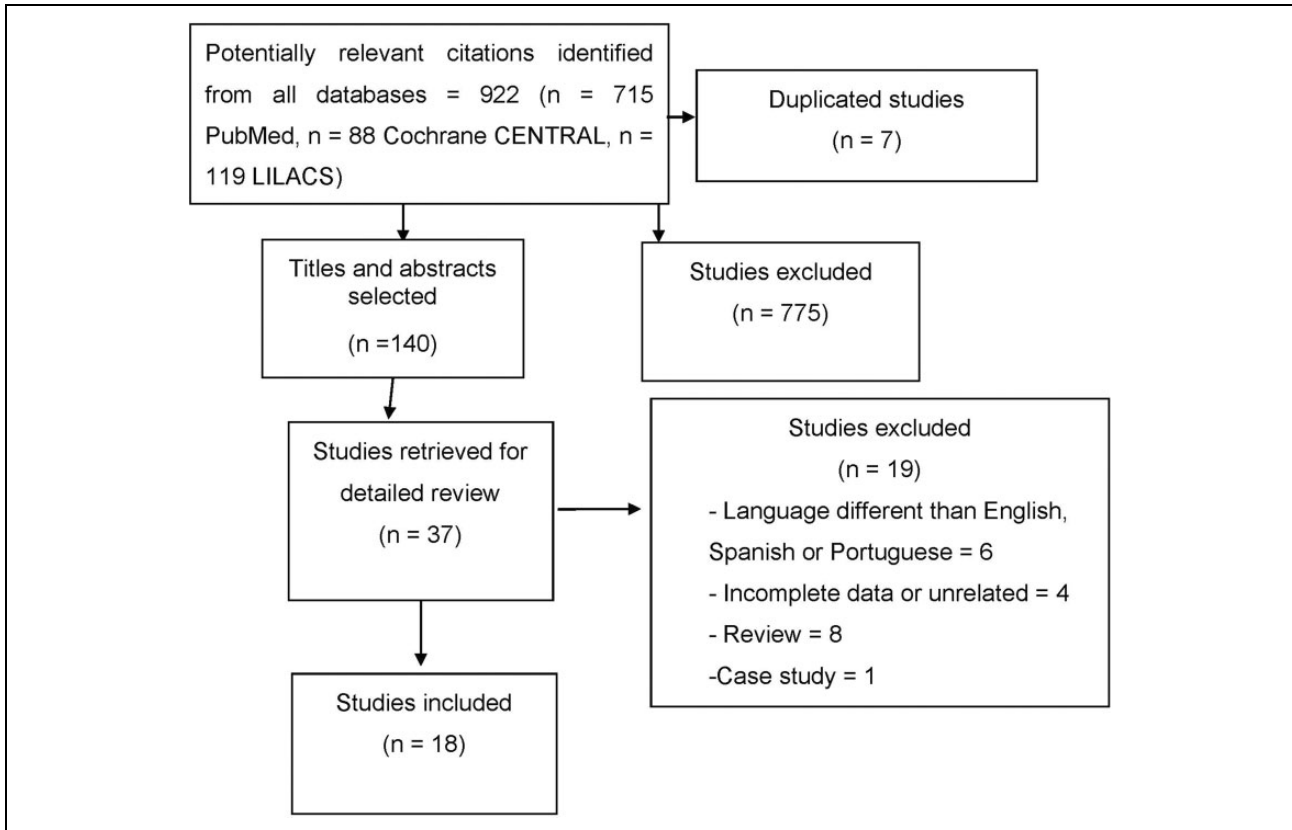 Potentially relevant citations identified
from all databases = 922 (n = 715
PubMed, n = 88 Cochrane CENTRAL, n =
119 LILACS)
Duplicated studies
(n = 7)
Titles and abstracts
selected
(n =140)
Studies excluded
(n = 775)
Studies retrieved for
detailed review
(n = 37)
Studies excluded
(n = 19)
- Language different than English,
Spanish or Portuguese = 6
- Incomplete data or unrelated = 4
- Review = 8
-Case study = 1
Studies included
(n = 18)